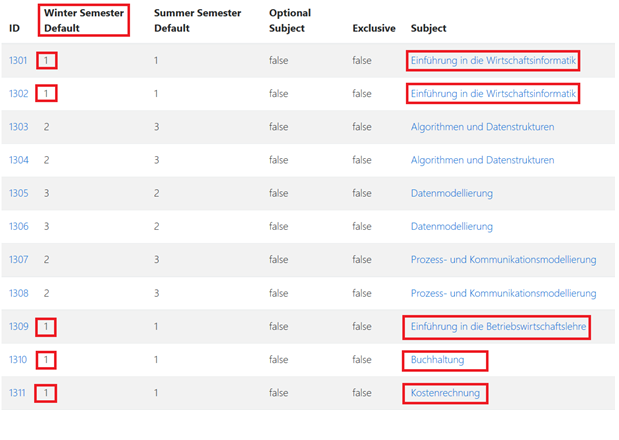 ID Winter Semester Default Summer Semester Default Optional Subject Exclusive Subject
1301 1 1 false false Einführung in die Wirtschaftsinformatik
1302 1 1 false false Einführung in die Wirtschaftsinformatik
1303 2 3 false false Algorithmen und Datenstrukturen
1304 2 3 false false Algorithmen und Datenstrukturen
1305 3 2 false false Datenmodellierung
1306 3 2 false false Datenmodellierung
1307 2 3 false false Prozess- und Kommunikationsmodellierung
1308 2 3 false false Prozess- und Kommunikationsmodellierung
1309 1 1 false false Einführung in die Betriebswirtschaftslehre
1310 1 1 false false Buchhaltung
1311 1 1 false false Kostenrechnung